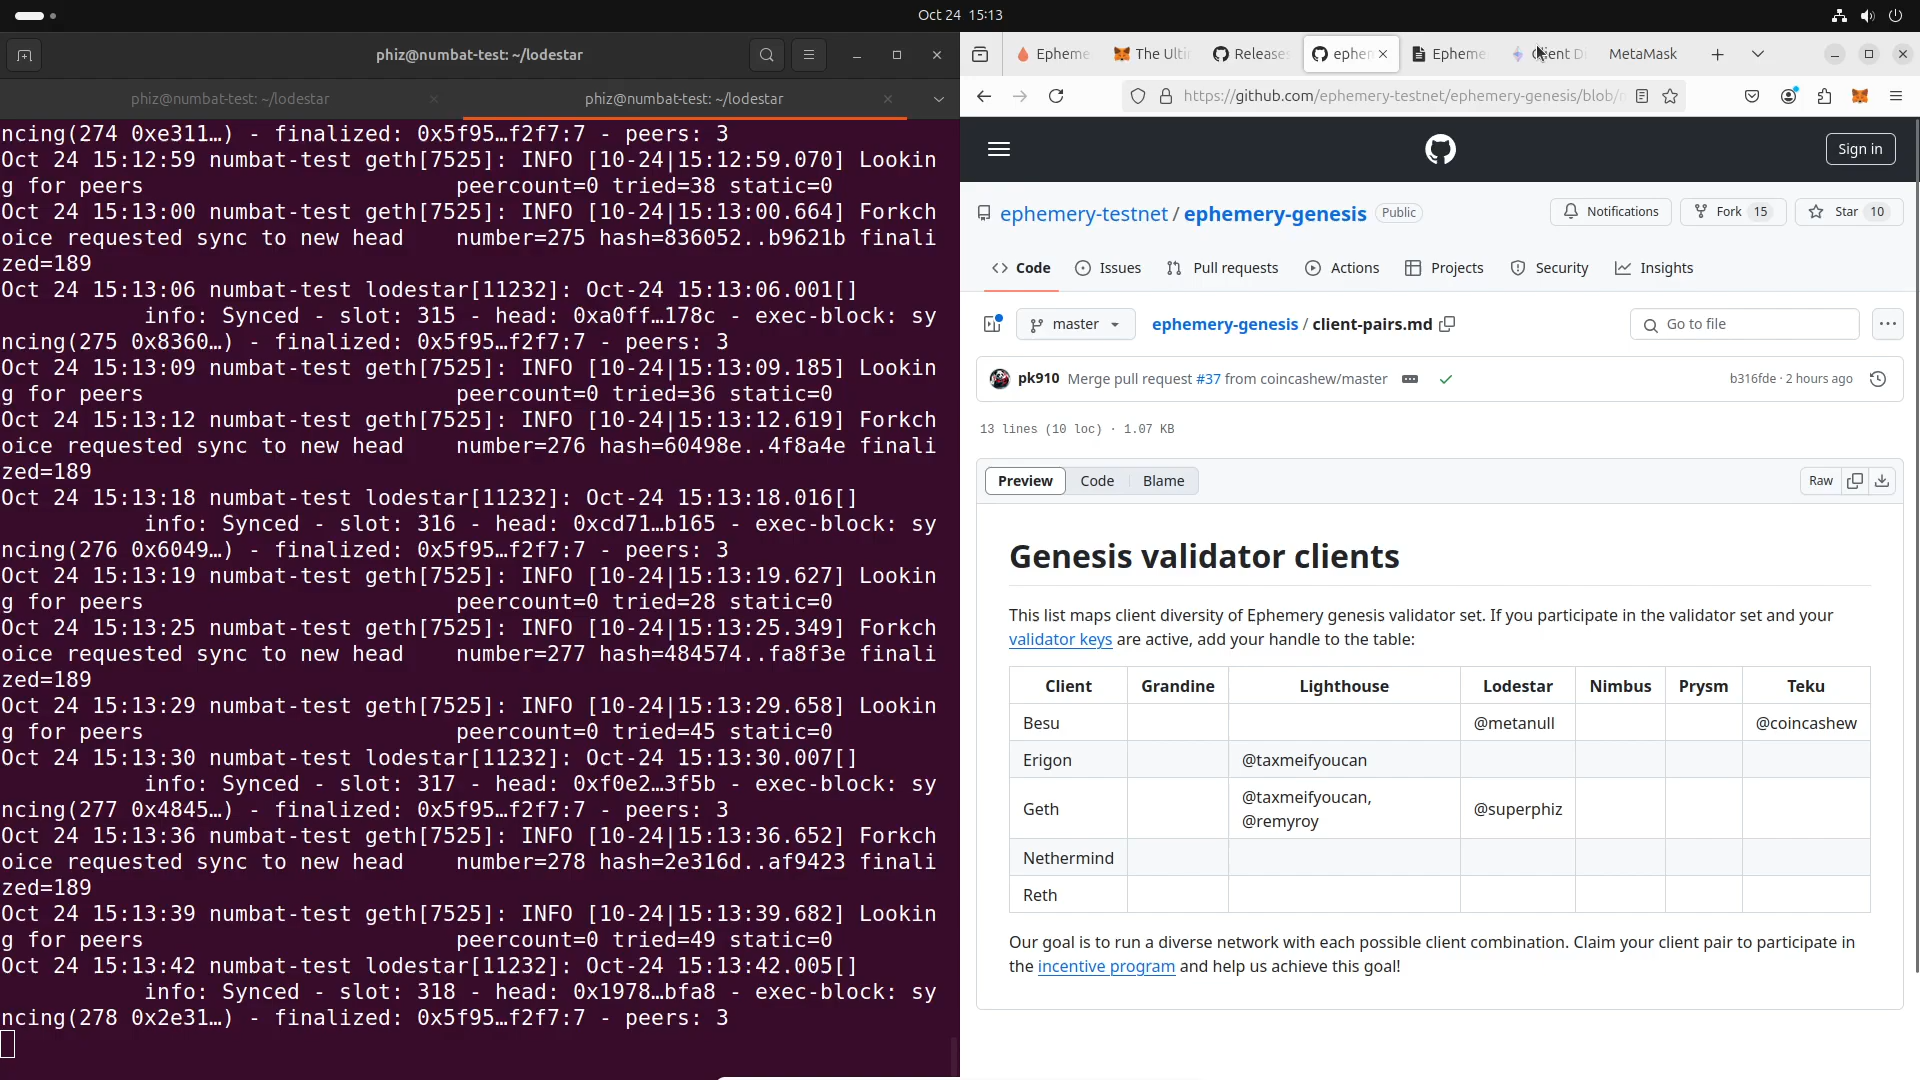 Oct 24  15:13
phiz@numbat-test: ~/lodestar
phiz@numbat-test: ~/lodestar
phiz@numbat-test: ~/lodestar
ncing(274 0xe311…) - finalized: 0x5f95…f2f7:7 - peers: 3
Oct 24 15:12:59 numbat-test geth[7525]: INFO [10-24|15:12:59.070] Lookin
g for peers                        peercount=0 tried=38 static=0
Oct 24 15:13:00 numbat-test geth[7525]: INFO [10-24|15:13:00.664] Forkch
oice requested sync to new head    number=275 hash=836052..b9621b finali
zed=189
Oct 24 15:13:06 numbat-test lodestar[11232]: Oct-24 15:13:06.001[]
           info: Synced - slot: 315 - head: 0xa0ff…178c - exec-block: sy
ncing(275 0x8360…) - finalized: 0x5f95…f2f7:7 - peers: 3
Oct 24 15:13:09 numbat-test geth[7525]: INFO [10-24|15:13:09.185] Lookin
g for peers                        peercount=0 tried=36 static=0
Oct 24 15:13:12 numbat-test geth[7525]: INFO [10-24|15:13:12.619] Forkch
oice requested sync to new head    number=276 hash=60498e..4f8a4e finali
zed=189
Oct 24 15:13:18 numbat-test lodestar[11232]: Oct-24 15:13:18.016[]
           info: Synced - slot: 316 - head: 0xcd71…b165 - exec-block: sy
ncing(276 0x6049…) - finalized: 0x5f95…f2f7:7 - peers: 3
Oct 24 15:13:19 numbat-test geth[7525]: INFO [10-24|15:13:19.627] Lookin
g for peers                        peercount=0 tried=28 static=0
Oct 24 15:13:25 numbat-test geth[7525]: INFO [10-24|15:13:25.349] Forkch
oice requested sync to new head    number=277 hash=484574..fa8f3e finali
zed=189
Oct 24 15:13:29 numbat-test geth[7525]: INFO [10-24|15:13:29.658] Lookin
g for peers                        peercount=0 tried=45 static=0
Oct 24 15:13:30 numbat-test lodestar[11232]: Oct-24 15:13:30.007[]
           info: Synced - slot: 317 - head: 0xf0e2…3f5b - exec-block: sy
ncing(277 0x4845…) - finalized: 0x5f95…f2f7:7 - peers: 3
Oct 24 15:13:36 numbat-test geth[7525]: INFO [10-24|15:13:36.652] Forkch
oice requested sync to new head    number=278 hash=2e316d..af9423 finali
zed=189
Oct 24 15:13:39 numbat-test geth[7525]: INFO [10-24|15:13:39.682] Lookin
g for peers                        peercount=0 tried=49 static=0
Oct 24 15:13:42 numbat-test lodestar[11232]: Oct-24 15:13:42.005[]
           info: Synced - slot: 318 - head: 0x1978…bfa8 - exec-block: sy
ncing(278 0x2e31…) - finalized: 0x5f95…f2f7:7 - peers: 3
Epheme The Ulti Releases ephem Epheme Client D MetaMask
https://github.com/ephemery-testnet/ephemery-genesis/blob/
Sign in
ephemery-testnet / ephemery-genesis Public Notifications Fork 15 Star 10
Code Issues Pull requests Actions Projects Security Insights
master ephemery-genesis / client-pairs.md Go to file
pk910 Merge pull request #37 from coincashew/master b316fde · 2 hours ago
13 lines (10 loc) · 1.07 KB
Preview Code Blame Raw
Genesis validator clients
This list maps client diversity of Ephemery genesis validator set. If you participate in the validator set and your
validator keys are active, add your handle to the table:
Client Grandine Lighthouse Lodestar Nimbus Prysm Teku
Besu @metanull @coincashew
Erigon @taxmeifyoucan
Geth @taxmeifyoucan, @superphiz
@remyroy
Nethermind
Reth
Our goal is to run a diverse network with each possible client combination. Claim your client pair to participate in
the incentive program and help us achieve this goal!